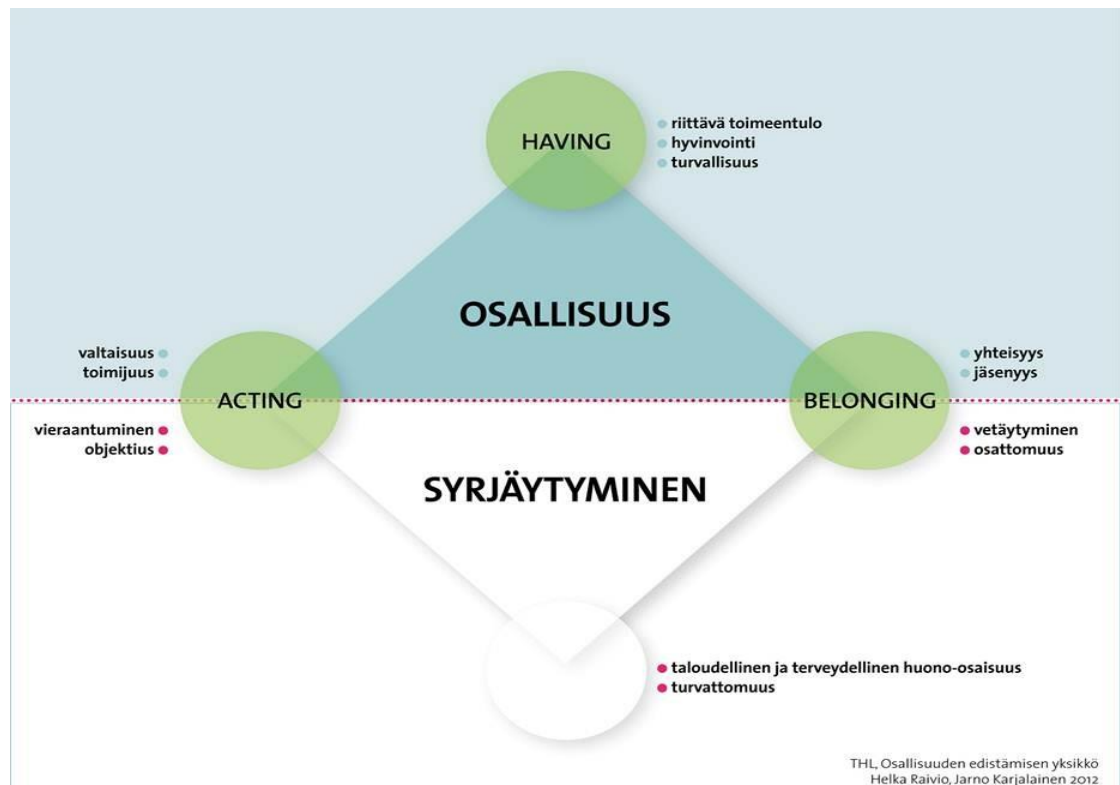 HAVING
riittävä toimeentulo
hyvinvointi
turvallisuus
OSALLISUUS
valtaisuus
toimijuus
yhteisyys
jäsenyys
ACTING
BELONGING
vieraantuminen
objektius
vetäytyminen
osattomuus
SYRJÄYTYMINEN
taloudellinen ja terveydellinen huono-osaisuus
turvattomuus
THL, Osallisuuden edistämisen yksikkö
Helka Raivio, Jarno Karjalainen 2012